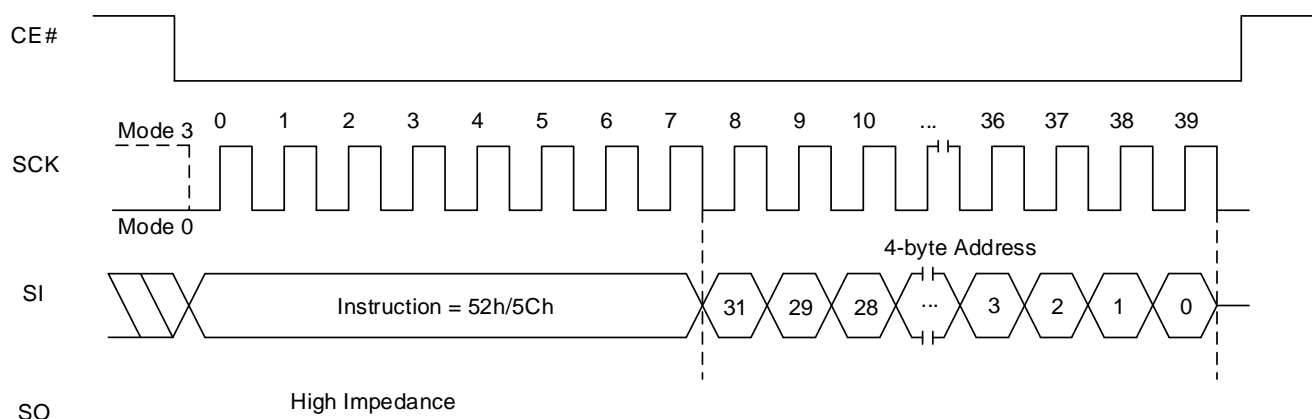 CE#
0 1 2 3 4 5 6 7 8 9 10 ... 36 37 38 39
Mode 3
SCK
Mode 0
4-byte Address
SI
Instruction = 52h/5Ch 31 29 28 ... 3 2 1 0
High Impedance
SO